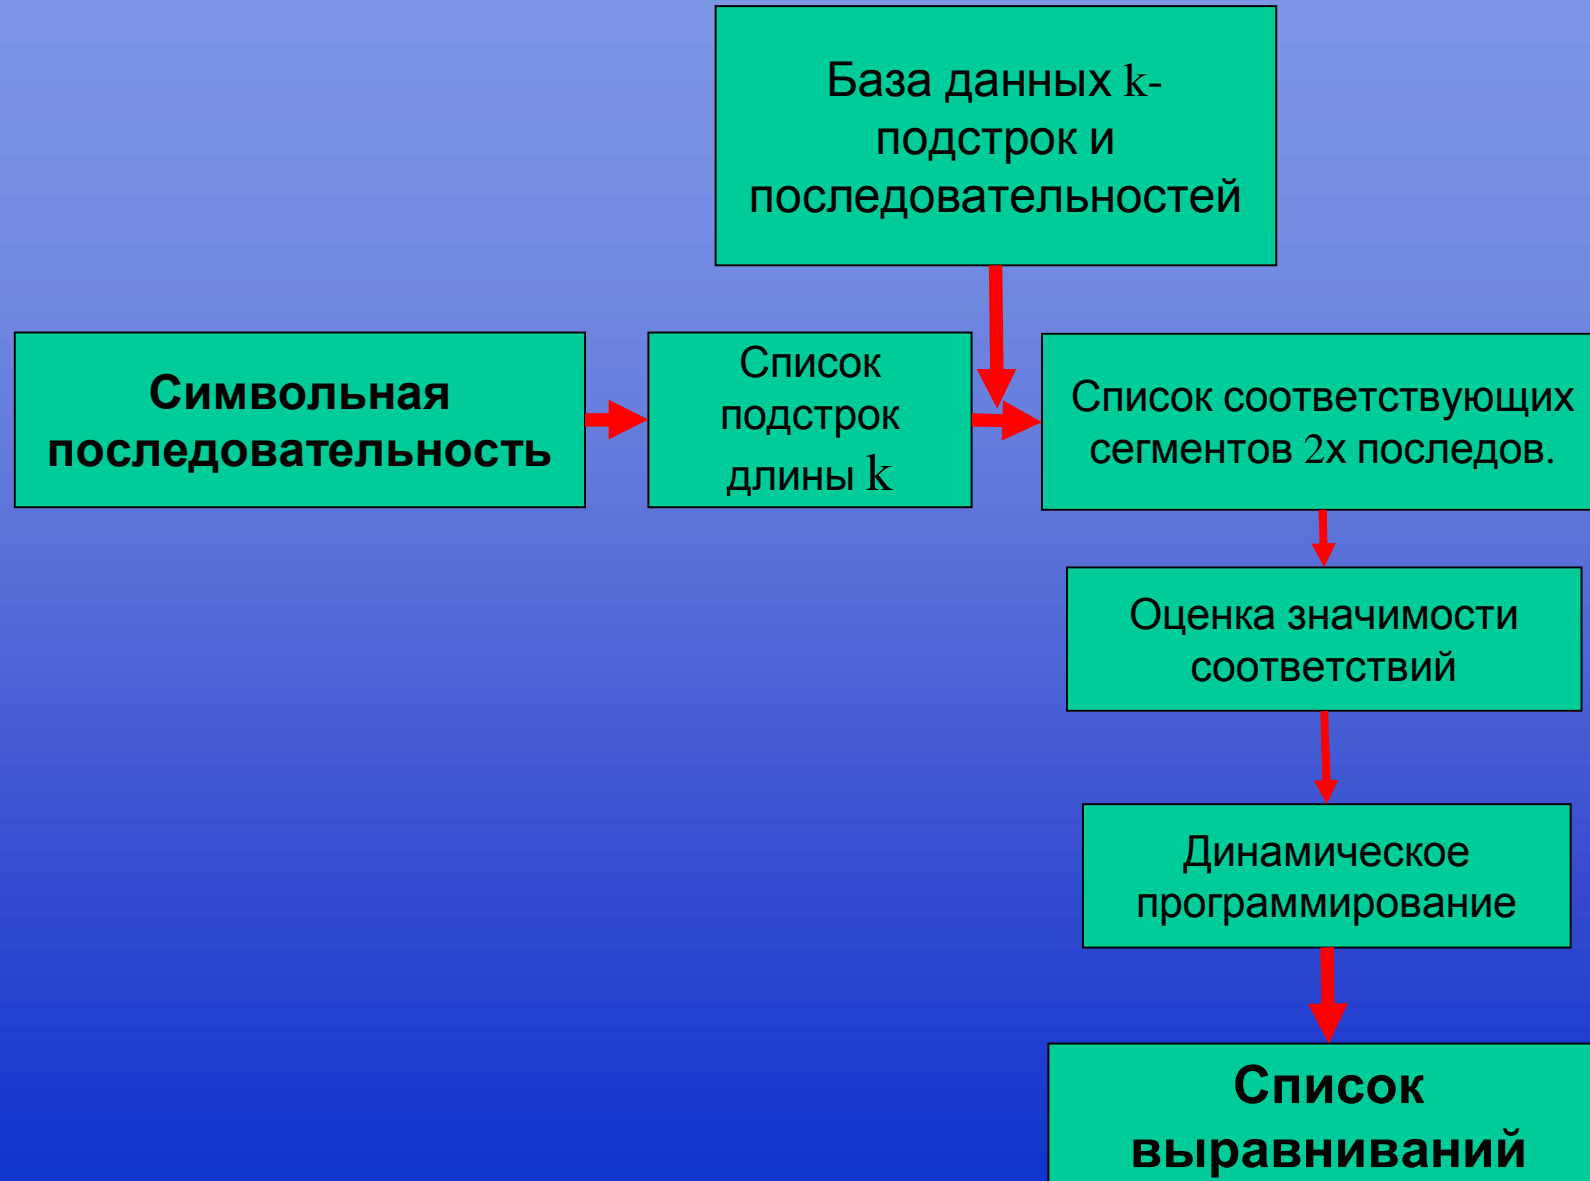 База данных k-
подстрок и
последовательностей
Символьная
последовательность
Список
подстрок
длины k
Список соответствующих
сегментов 2х последов.
Оценка значимости
соответствий
Динамическое
программирование
Список
выравниваний